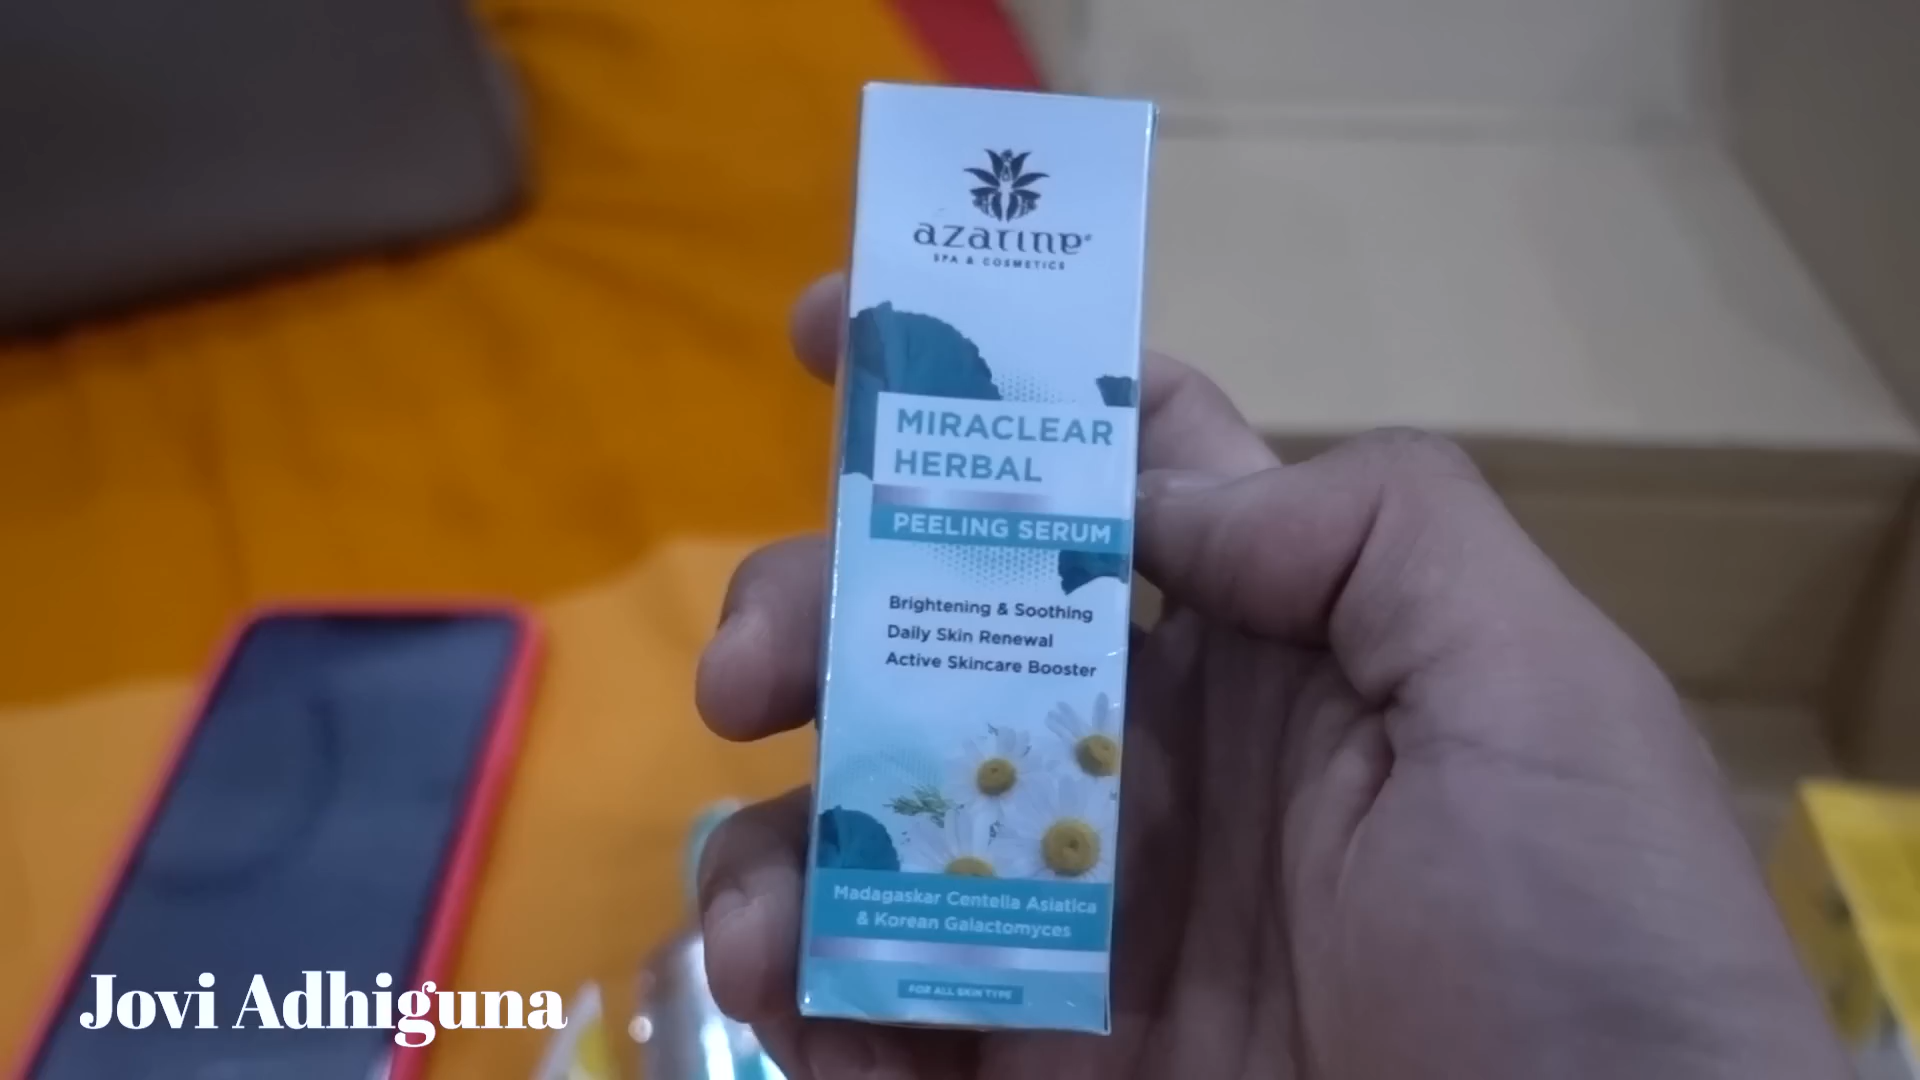 azarine
SPA & COSMETICS
MIRACLEAR
HERBAL
PEELING SERUM
Brightening & Soothing
Daily Skin Renewal
Active Skincare Booster
Madagaskar Centella Asiatica
& Korean Galactomyces
FOR ALL SKIN TYPE
Jovi Adhiguna